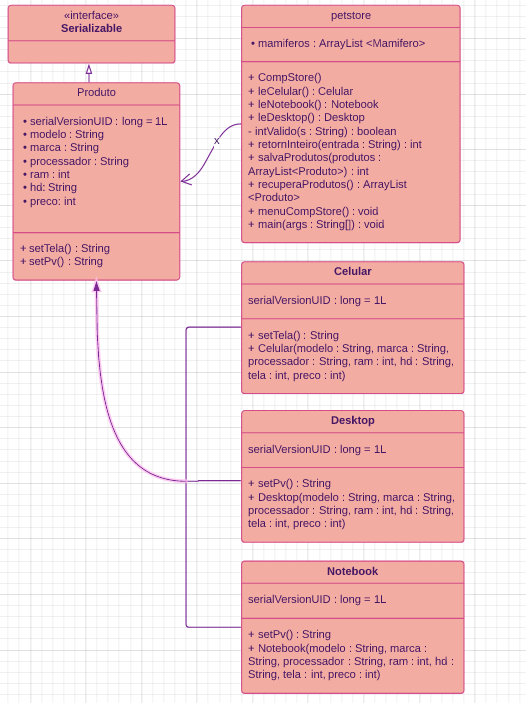 «interface»
Serializable
Produto
• serialVersionUID : long = 1L
• modelo : String
• marca : String
• processador : String
• ram : int
• hd: String
• preco: int
+ setTela() : String
+ setPv() : String
x
petstore
• mamiferos : ArrayList <Mamifero>
+ CompStore()
+ leCelular() : Celular
+ leNotebook() : Notebook
+ leDesktop() : Desktop
- intValido(s : String) : boolean
+ retornInteiro(entrada : String) : int
+ salvaProdutos(produtos :
ArrayList<Produto>) : int
+ recuperaProdutos() : ArrayList
<Produto>
+ menuCompStore() : void
+ main(args : String[]) : void
Celular
serialVersionUID : long = 1L
+ setTela() : String
+ Celular(modelo : String, marca : String,
processador : String, ram : int, hd : String,
tela : int, preco : int)
Desktop
serialVersionUID : long = 1L
+ setPv() : String
+ Desktop(modelo : String, marca : String,
processador : String, ram : int, hd : String,
tela : int, preco : int)
Notebook
serialVersionUID : long = 1L
+ setPv() : String
+ Notebook(modelo : String, marca :
String, processador : String, ram : int, hd :
String, tela : int, preco : int)